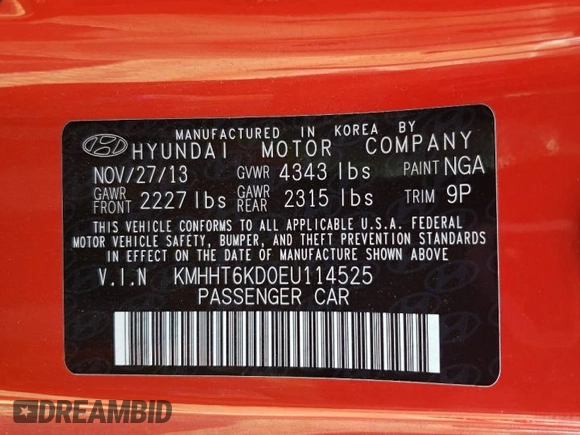 MANUFACTURED IN KOREA BY
HYUNDAI MOTOR COMPANY
NOV/27/13 GVWR 4343 lbs PAINT NGA
GAWR FRONT 2227 lbs GAWR REAR 2315 lbs TRIM 9P
THIS VEHICLE CONFORMS TO ALL APPLICABLE U.S.A. FEDERAL
MOTOR VEHICLE SAFETY, BUMPER, AND THEFT PREVENTION STANDARDS
IN EFFECT ON THE DATE OF MANUFACTURE SHOWN ABOVE
V.I.N KMHHT6KD0EU114525
PASSENGER CAR
DREAMBID